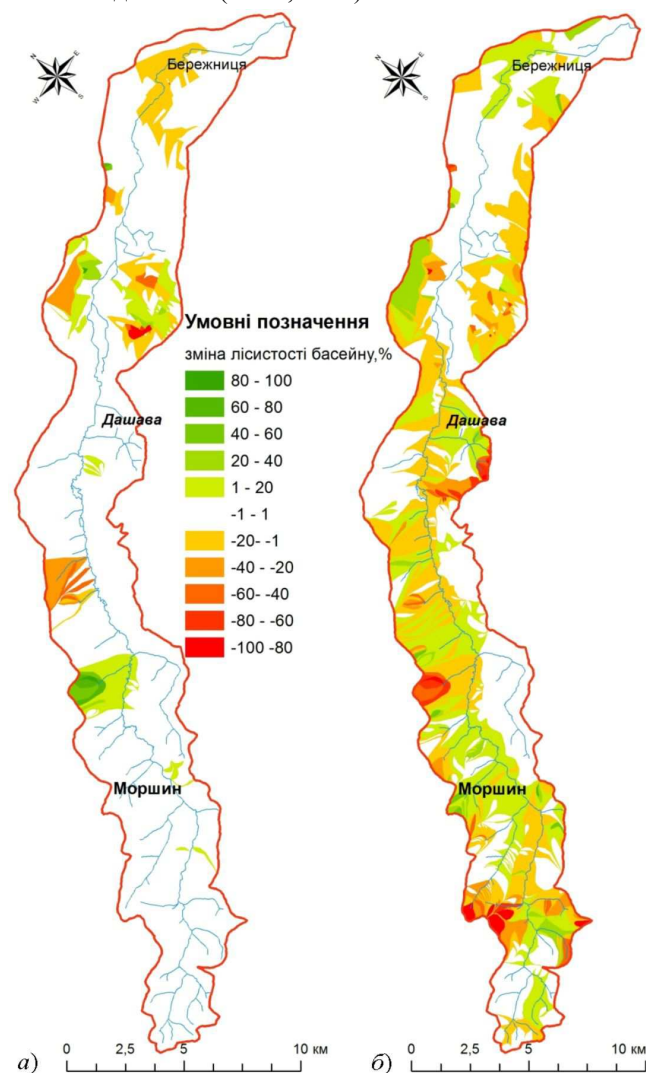 N
E
W
S
Бережниця
N
E
W
S
Бережниця
Умовні позначення
зміна лісистості басейну,%
80 - 100
60 - 80
40 - 60
20 - 40
1 - 20
-1 - 1
-20- -1
-40 - -20
-60- -40
-80 - -60
-100 -80
Дашава
Дашава
Моршин
Моршин
а)
0 2,5 5 10 км
б)
0 2,5 5 10 км